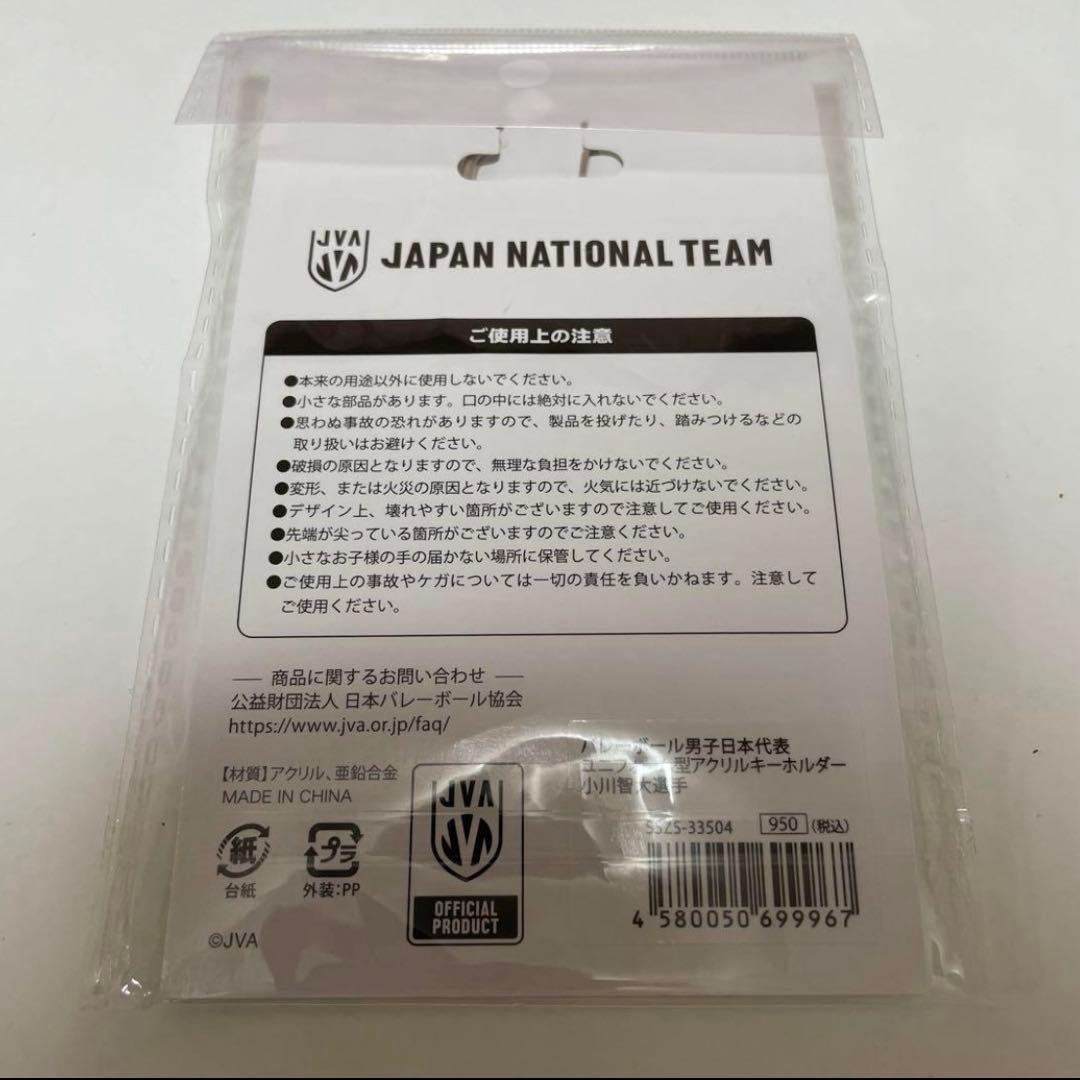 JVA
JAPAN NATIONAL TEAM
ご使用上の注意
●本来の用途以外に使用しないでください。
●小さな部品があります。口の中には絶対に入れないでください。
●思わぬ事故の恐れがありますので、製品を投げたり、踏みつけるなどの
取り扱いはお避けください。
●破損の原因となりますので、無理な負担をかけないでください。
●変形、または火災の原因となりますので、火気には近づけないでください。
●デザイン上、壊れやすい箇所がございますので注意してご使用ください。
●先端が尖っている箇所がございますのでご注意ください。
●小さなお子様の手の届かない場所に保管してください。
●ご使用上の事故やケガについては一切の責任を負いかねます。注意して
ご使用ください。
― 商品に関するお問い合わせ ―
公益財団法人 日本バレーボール協会
https://www.jva.or.jp/faq/
【材質】アクリル、亜鉛合金
MADE IN CHINA
紙
台紙
プラ
外装:PP
©JVA
JVA
OFFICIAL
PRODUCT
バレーボール男子日本代表
型アクリルキーホルダー
小川智大選手
SSZS-33504 950 (税込)
4 580050 699967